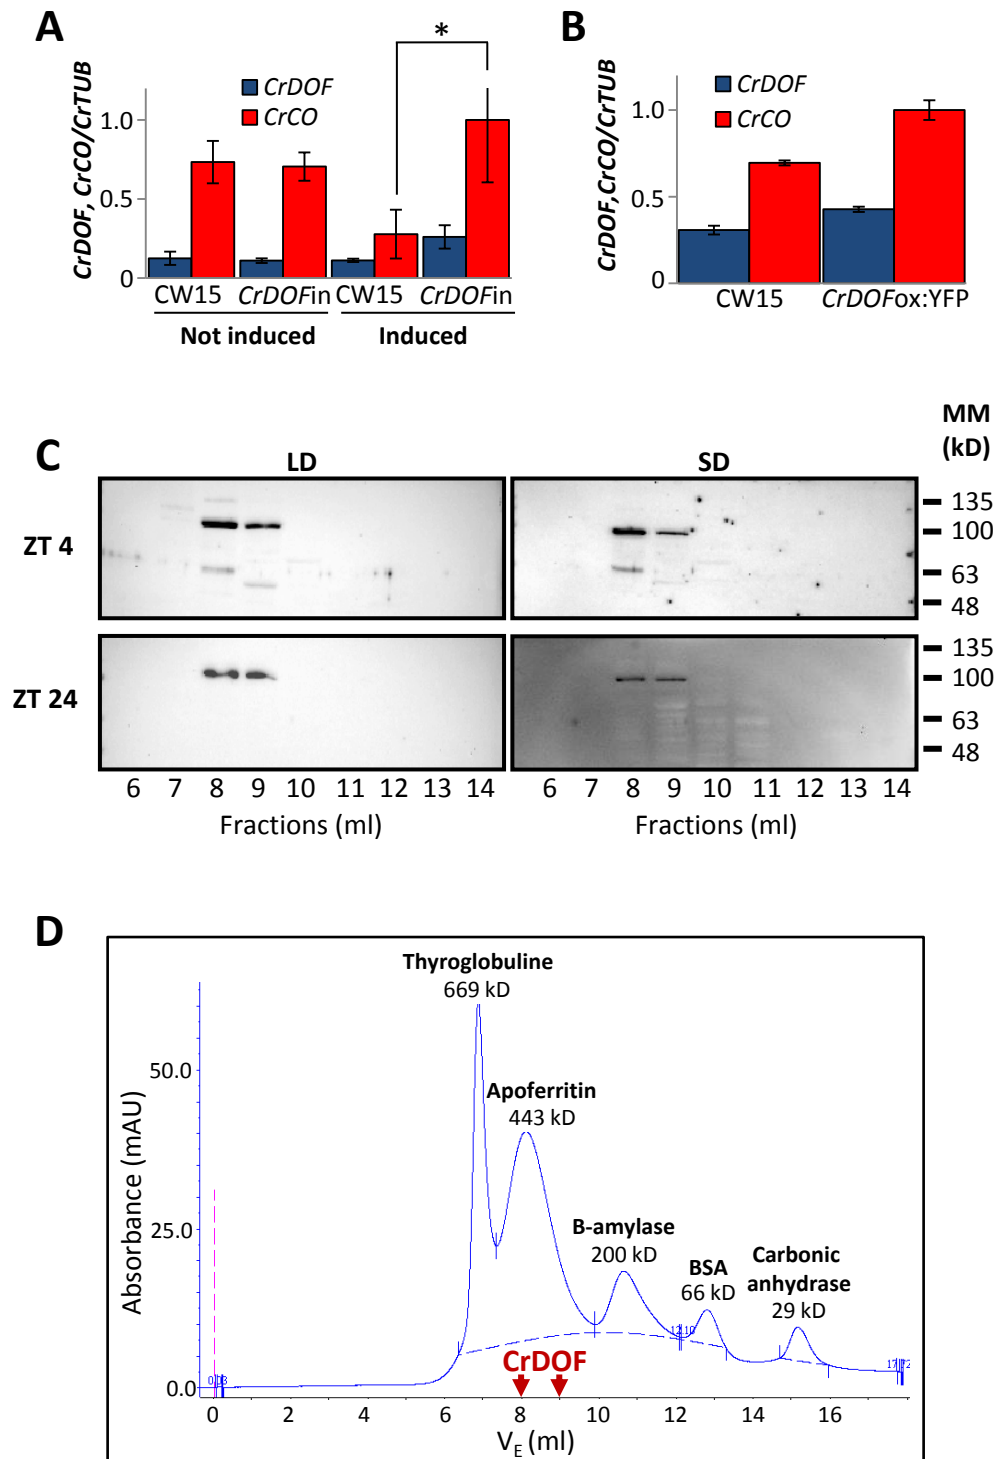 A
CrDOF, CrCO/CrTUB
CrDOF
CrCO
*
1.0
0.5
0
CW15 CrDOFin CW15 CrDOFin
Not induced Induced
B
CrDOF,CrCO/CrTUB
CrDOF
CrCO
1.0
0.5
0
CW15 CrDOFox:YFP
C
LD SD
MM
(kD)
ZT 4
135
100
63
48
ZT 24
135
100
63
48
6 7 8 9 10 11 12 13 14
6 7 8 9 10 11 12 13 14
Fractions (ml) Fractions (ml)
D
Thyroglobuline
669 kD
Apoferritin
443 kD
B-amylase
200 kD
BSA
66 kD
Carbonic
anhydrase
29 kD
Absorbance (mAU)
50.0
25.0
0.0
CrDOF
0 2 4 6 8 10 12 14 16
VE (ml)